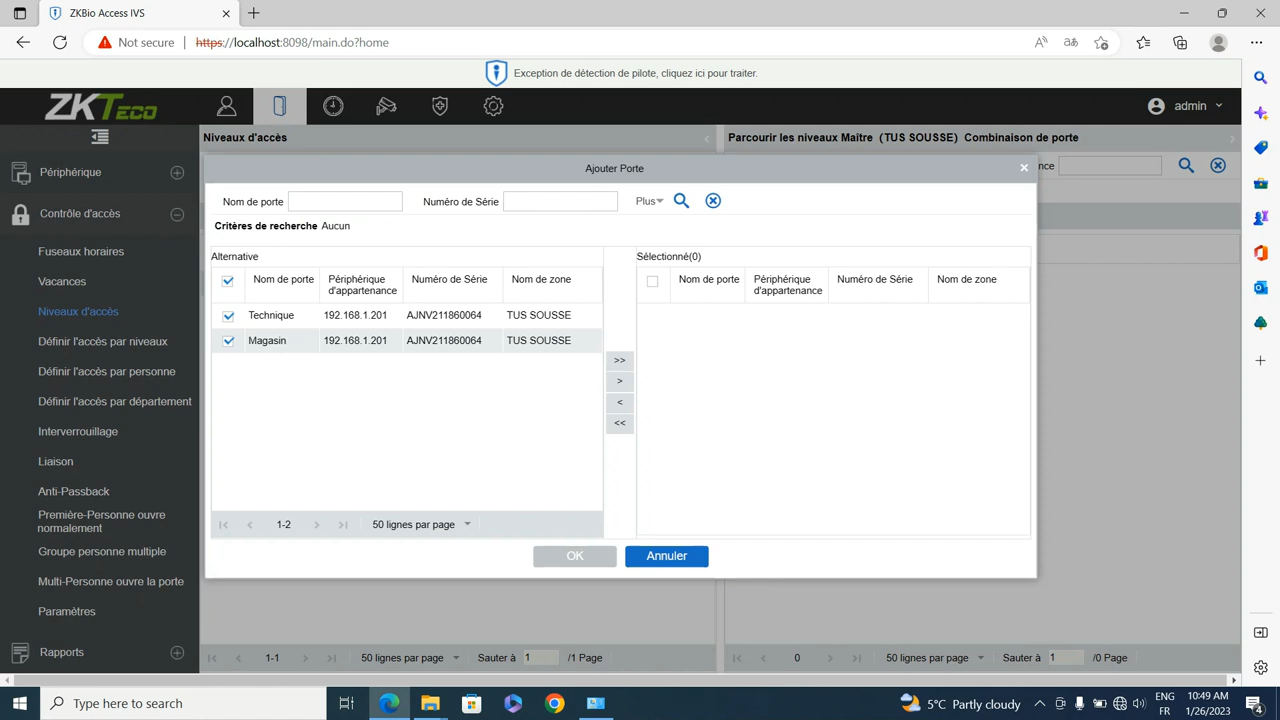 ZKBio Access IVS
Not secure https://localhost:8098/main.do?home
Exception de détection de pilote, cliquez ici pour traiter.
ZKTECO
admin
Périphérique
Contrôle d'accès
Fuseaux horaires
Vacances
Niveaux d'accès
Définir l'accès par niveaux
Définir l'accès par personne
Définir l'accès par département
Interverrouillage
Liaison
Anti-Passback
Première-Personne ouvre
normalement
Groupe personne multiple
Multi-Personne ouvre la porte
Paramètres
Rapports
Niveaux d'accès
Parcourir les niveaux Maître（TUS SOUSSE）Combinaison de porte
nce
Ajouter Porte
Nom de porte Numéro de Série Plus
Critères de recherche Aucun
Alternative
Nom de porte Périphérique d'appartenance Numéro de Série Nom de zone
Technique 192.168.1.201 AJNV211860064 TUS SOUSSE
Magasin 192.168.1.201 AJNV211860064 TUS SOUSSE
1-2 50 lignes par page
>>
>
<
<<
Sélectionné(0)
Nom de porte Périphérique d'appartenance Numéro de Série Nom de zone
OK Annuler
1-1 50 lignes par page Sauter à 1 /1 Page
0 50 lignes par page Sauter à 1 /0 Page
Type here to search
5°C Partly cloudy
ENG
FR
10:49 AM
1/26/2023
4